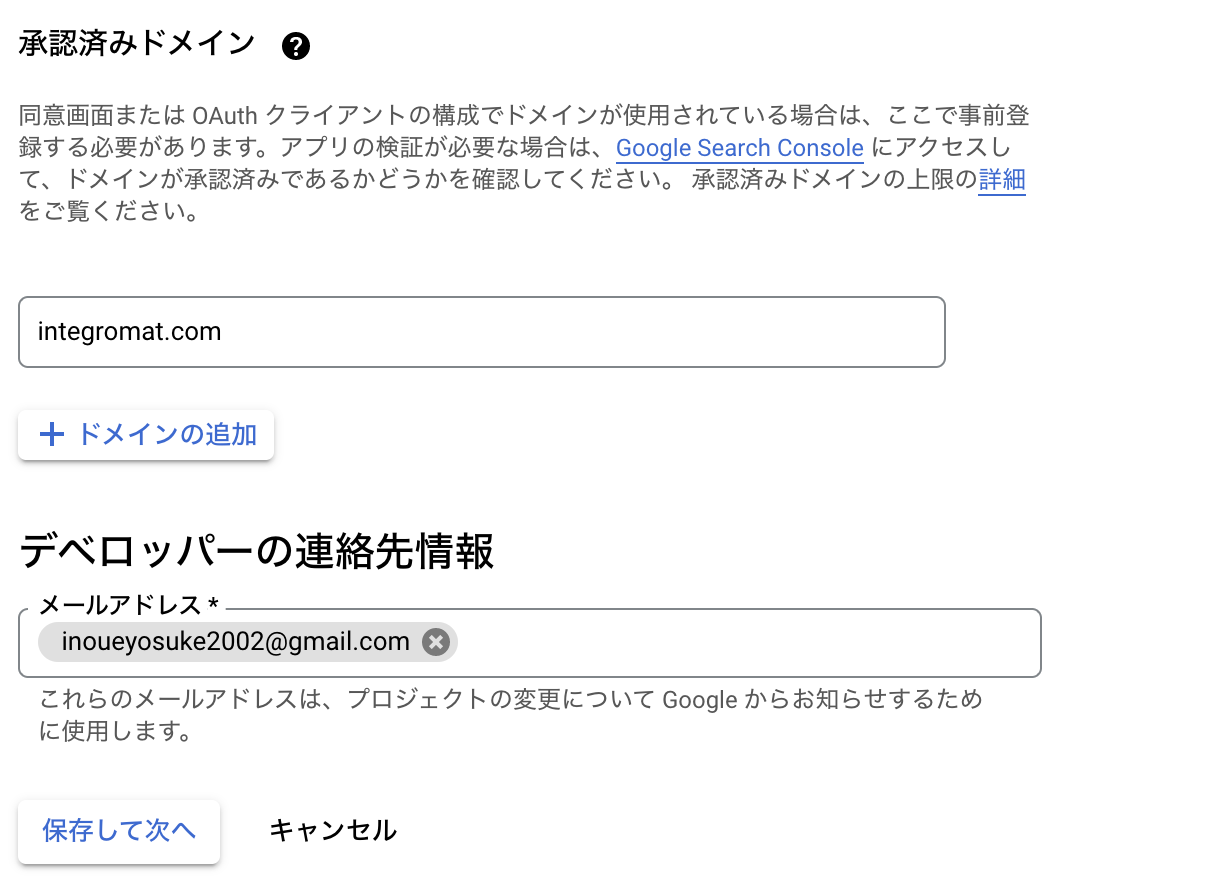 承認済みドメイン ?
同意画面または OAuth クライアントの構成でドメインが使用されている場合は、ここで事前登
録する必要があります。アプリの検証が必要な場合は、Google Search Console にアクセスし
て、ドメインが承認済みであるかどうかを確認してください。 承認済みドメインの上限の詳細
をご覧ください。
integromat.com
+ ドメインの追加
デベロッパーの連絡先情報
メールアドレス *
inoueyosuke2002@gmail.com
これらのメールアドレスは、プロジェクトの変更について Google からお知らせするため
に使用します。
保存して次へ キャンセル